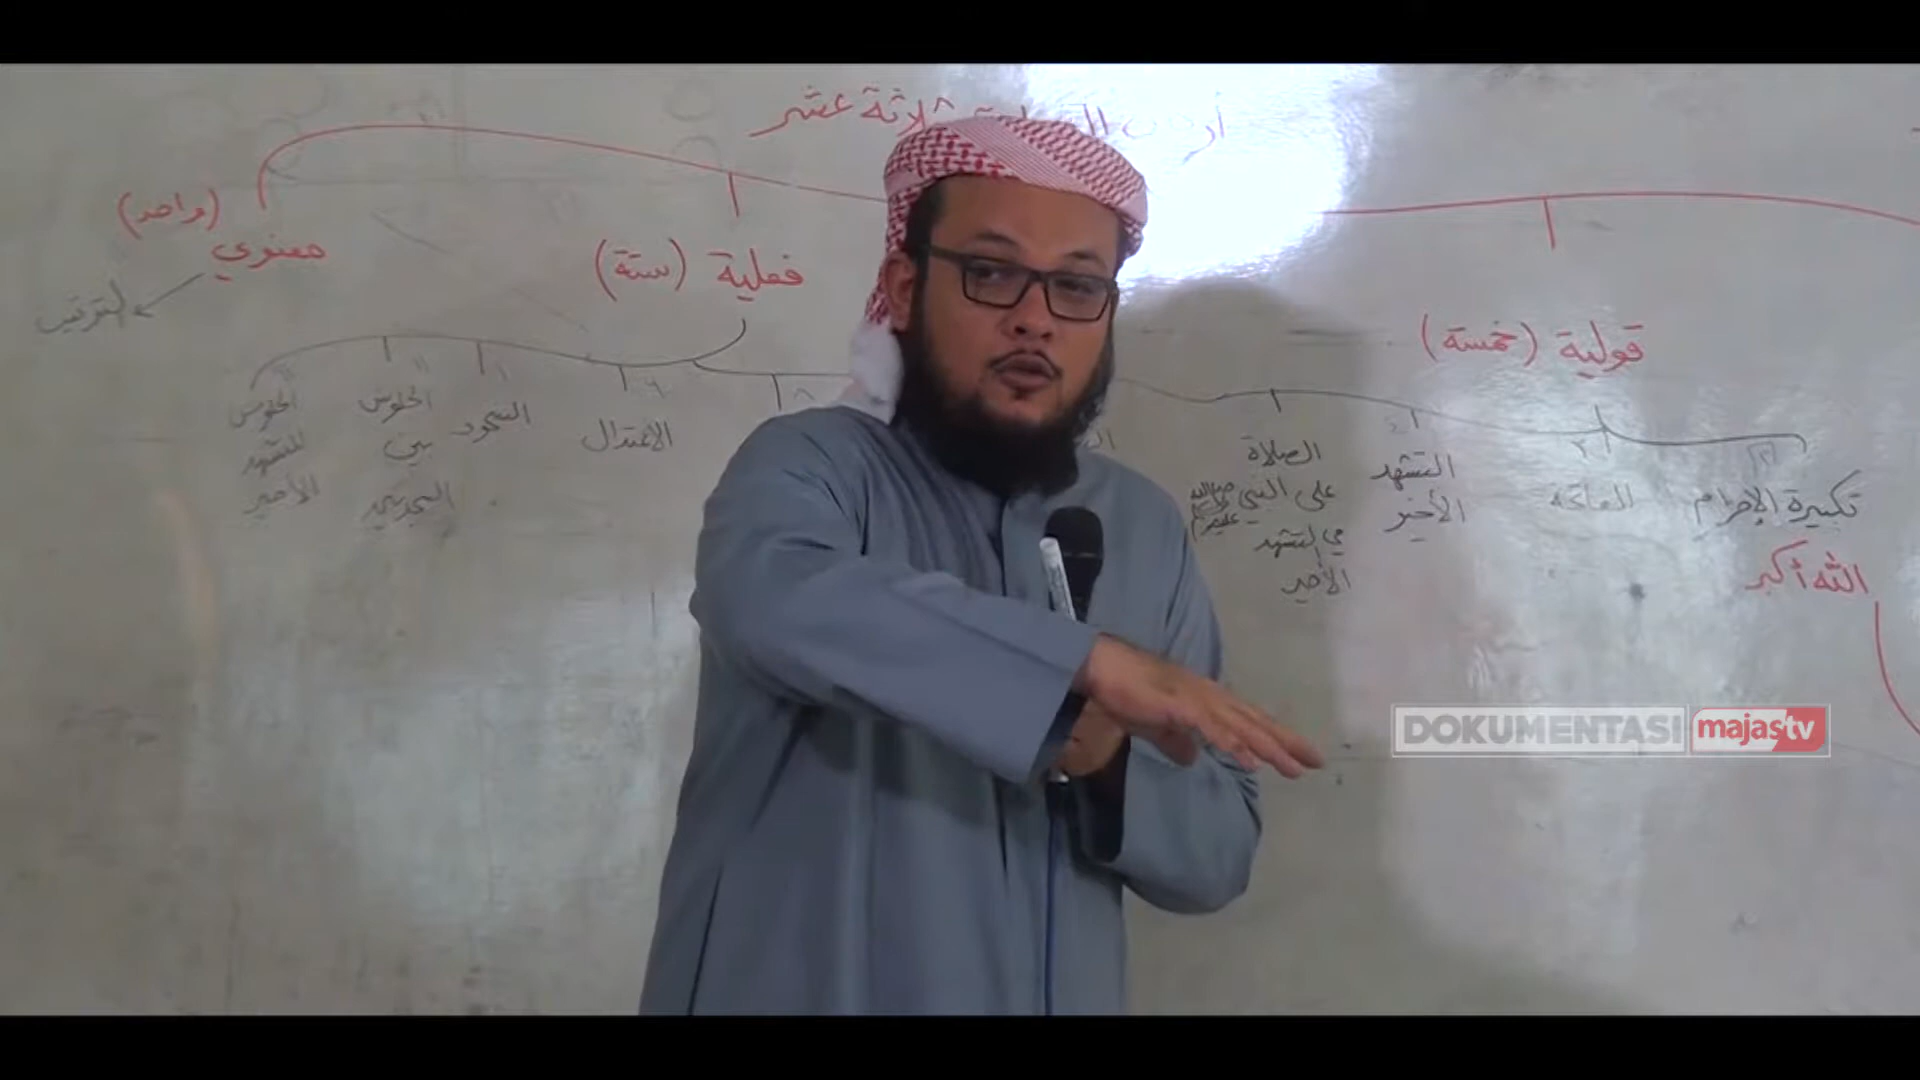 ثلاثة عشر
(واحد)
معنوي
الترتيب
فعلية (ستة)
قولية (خمسة)
تكبيرة الإحرام
الله أكبر
الفاتحة
التشهد
الأخير
الصلاة
على النبي صلى الله عليه وسلم
في التشهد
الأخير
الاعتدال
السجود
الجلوس
بين
السجدتين
الجلوس
للتشهد
الأخير
DOKUMENTASI majastv